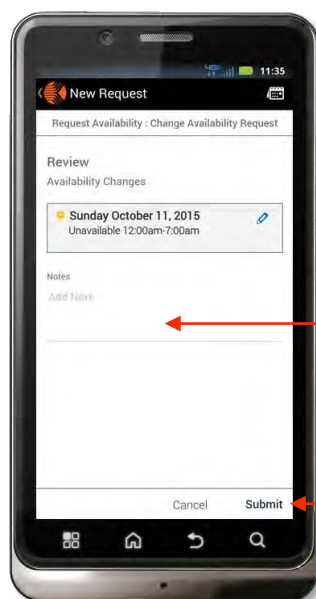 11:35
New Request
Request Availability : Change Availability Request
Review
Availability Changes
Sunday October 11, 2015
Unavailable 12:00am-7:00am
Notes
Add Note
Cancel Submit